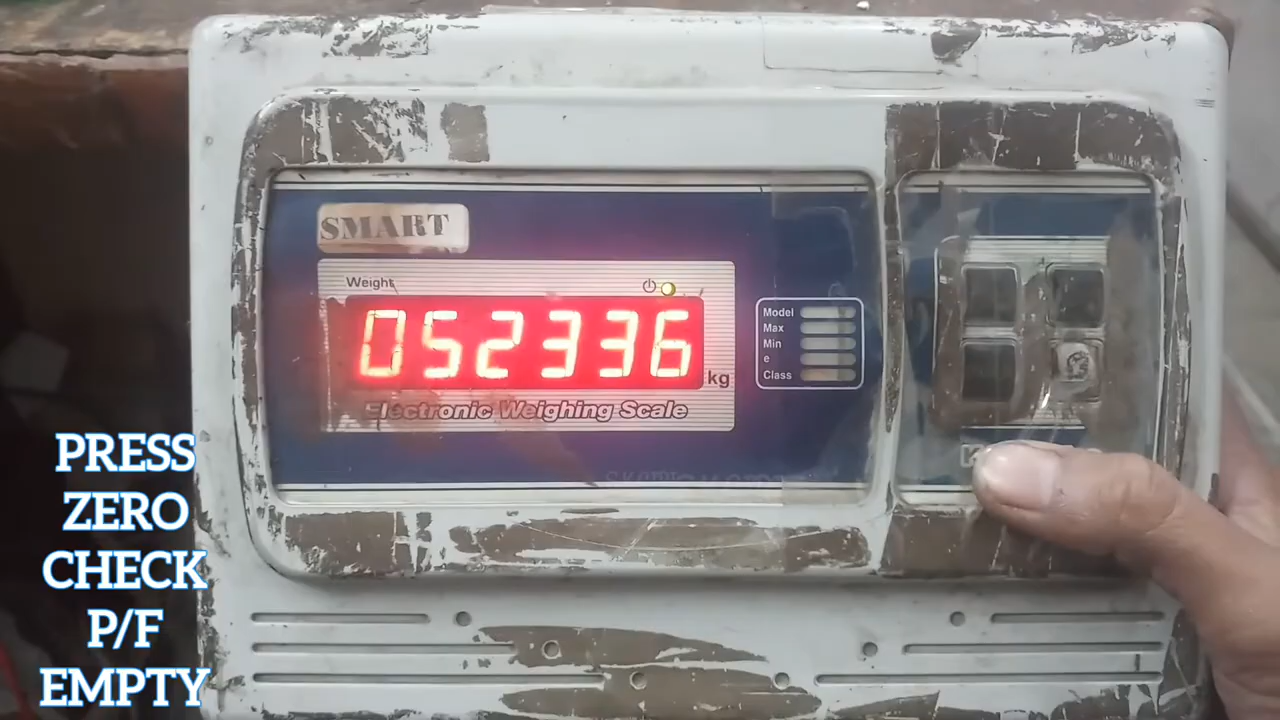 SMART
Weight
052336
kg
Electronic Weighing Scale
Model
Max
Min
e
Class
PRESS
ZERO
CHECK
P/F
EMPTY